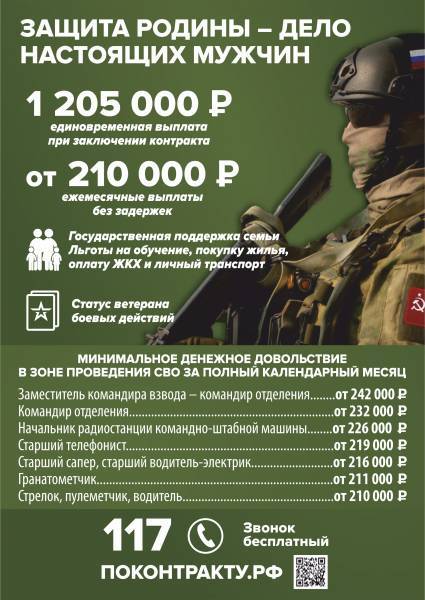 ЗАЩИТА РОДИНЫ – ДЕЛО
НАСТОЯЩИХ МУЖЧИН
1 205 000 ₽
единовременная выплата
при заключении контракта
от 210 000 ₽
ежемесячные выплаты
без задержек
Государственная поддержка семьи
Льготы на обучение, покупку жилья,
оплату ЖКХ и личный транспорт
Статус ветерана
боевых действий
МИНИМАЛЬНОЕ ДЕНЕЖНОЕ ДОВОЛЬСТВИЕ
В ЗОНЕ ПРОВЕДЕНИЯ СВО ЗА ПОЛНЫЙ КАЛЕНДАРНЫЙ МЕСЯЦ
Заместитель командира взвода – командир отделения.......от 242 000 ₽
Командир отделения..........от 232 000 ₽
Начальник радиостанции командно-штабной машины.......от 226 000 ₽
Старший телефонист..........от 219 000 ₽
Старший сапер, старший водитель-электрик..........от 216 000 ₽
Гранатометчик..........от 211 000 ₽
Стрелок, пулеметчик, водитель..........от 210 000 ₽
117 Звонок
бесплатный
ПОКОНТРАКТУ.РФ